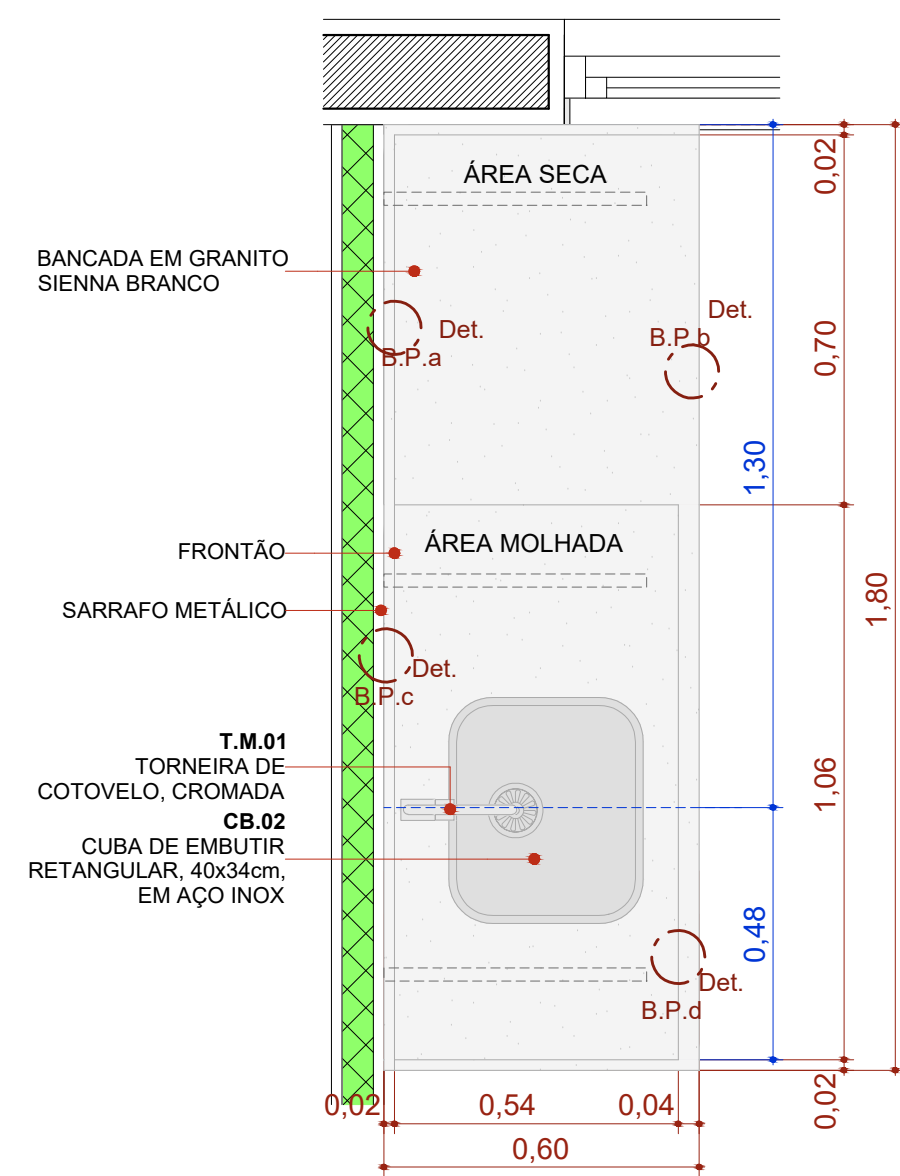 ÁREA SECA
0,02
BANCADA EM GRANITO
SIENNA BRANCO
Det.
B.P.a
Det.
B.P.b
0,70
1,30
FRONTÃO
ÁREA MOLHADA
SARRAFO METÁLICO
1,80
Det.
B.P.c
T.M.01
TORNEIRA DE
COTOVELO, CROMADA
CB.02
CUBA DE EMBUTIR
RETANGULAR, 40x34cm,
EM AÇO INOX
1,06
0,48
Det.
B.P.d
0,02
0,54
0,04
0,02
0,60